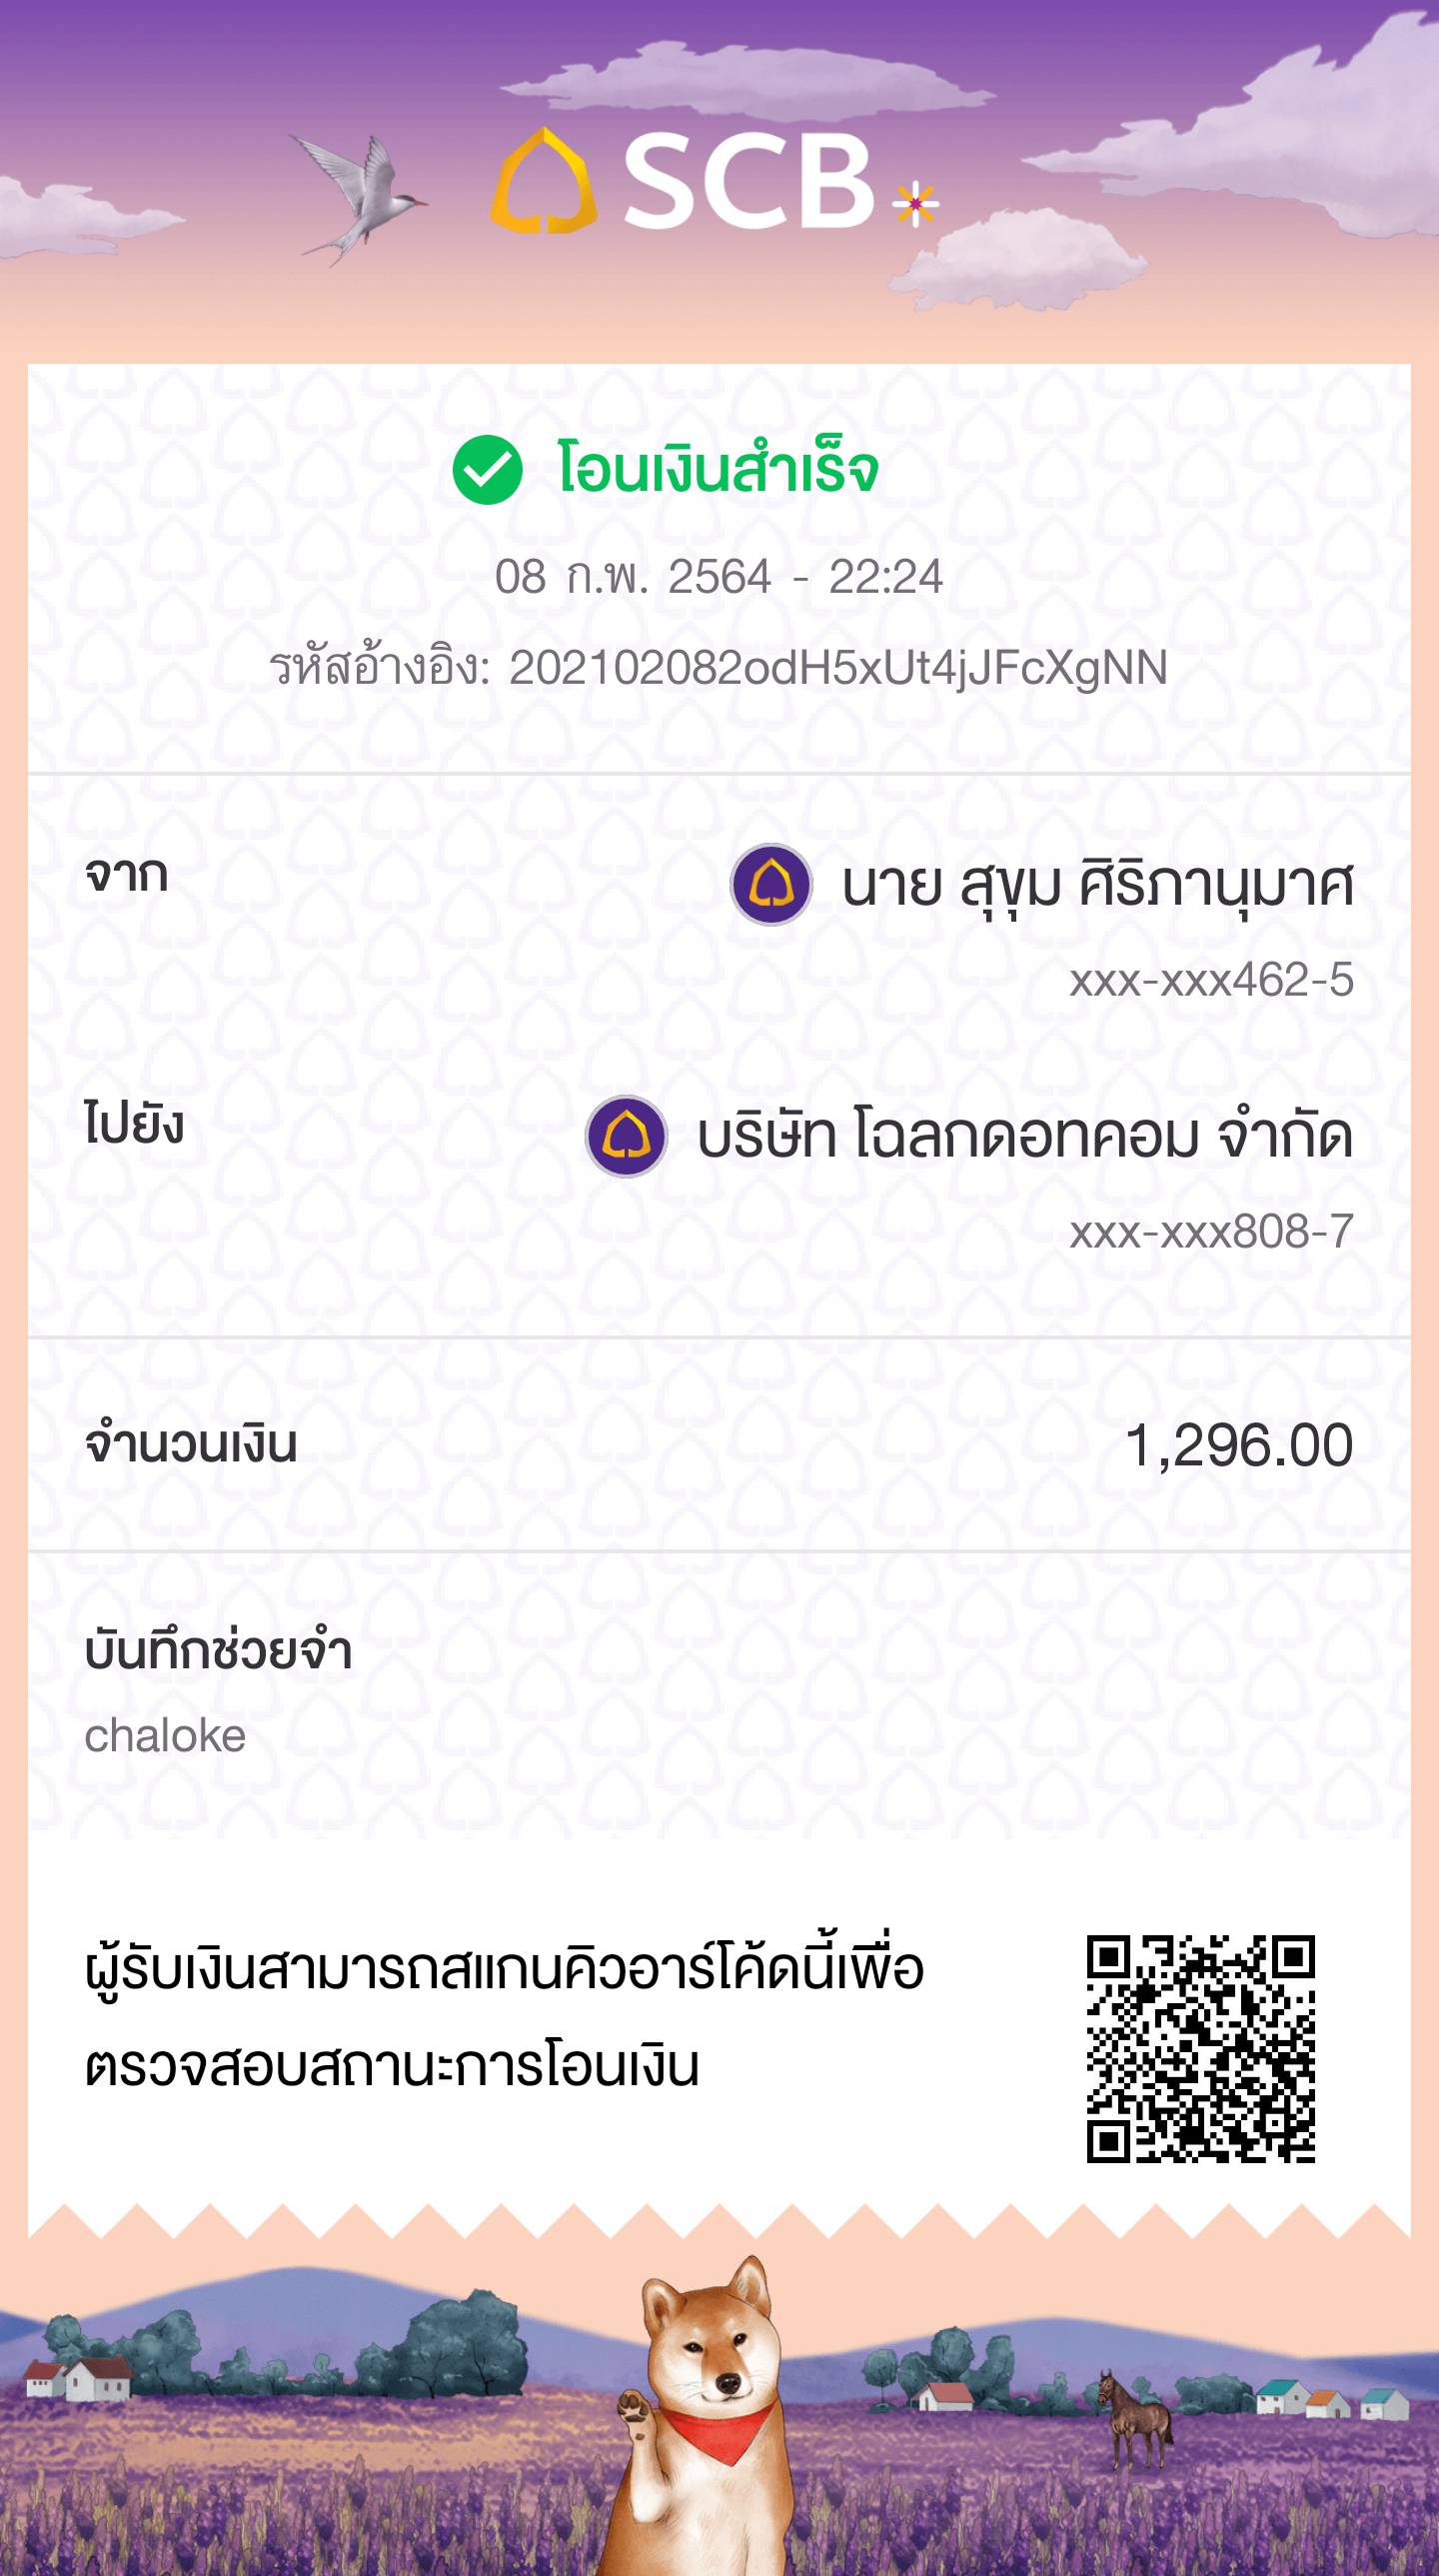 SCB
โอนเงินสำเร็จ
08 ก.พ. 2564 - 22:24
รหัสอ้างอิง: 202102082odH5xUt4jJFcXgNN
จาก
นาย สุขุม ศิริภานุมาศ
xxx-xxx462-5
ไปยัง
บริษัท โฉลกดอทคอม จำกัด
xxx-xxx808-7
จำนวนเงิน
1,296.00
บันทึกช่วยจำ
chaloke
ผู้รับเงินสามารถสแกนคิวอาร์โค้ดนี้เพื่อ
ตรวจสอบสถานะการโอนเงิน